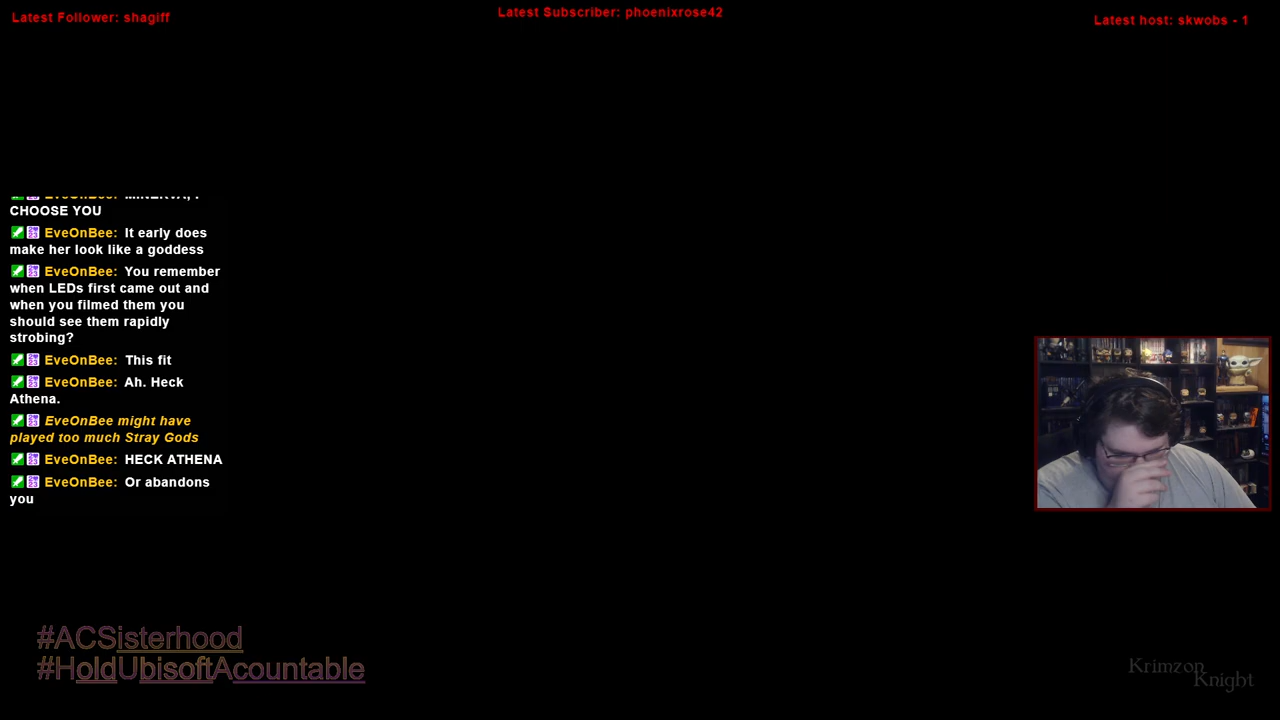 Latest Follower: shagiff
Latest Subscriber: phoenixrose42
Latest host: skwobs - 1
EveOnBee: MINERVA, I
CHOOSE YOU
EveOnBee: It early does
make her look like a goddess
EveOnBee: You remember
when LEDs first came out and
when you filmed them you
should see them rapidly
strobing?
EveOnBee: This fit
EveOnBee: Ah. Heck
Athena.
EveOnBee might have
played too much Stray Gods
EveOnBee: HECK ATHENA
EveOnBee: Or abandons
you
#ACSisterhood
#HoldUbisoftAcountable
Krimzon
Knight